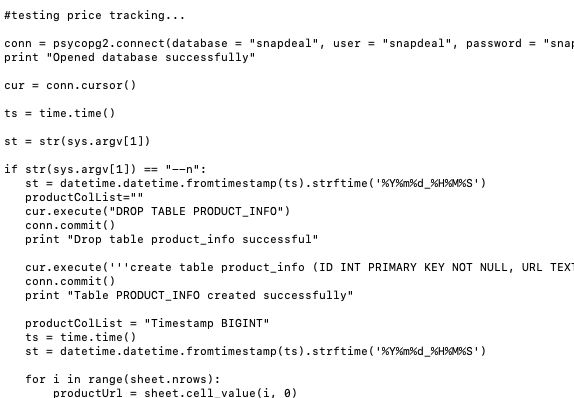 #testing price tracking...
conn = psycopg2.connect(database = "snapdeal", user = "snapdeal", password = "snap
print "Opened database successfully"
cur = conn.cursor()
ts = time.time()
st = str(sys.argv[1])
if str(sys.argv[1]) == "--n":
   st = datetime.datetime.fromtimestamp(ts).strftime('%Y%m%d_%H%M%S')
   productColList=""
   cur.execute("DROP TABLE PRODUCT_INFO")
   conn.commit()
   print "Drop table product_info successful"
   cur.execute('''create table product_info (ID INT PRIMARY KEY NOT NULL, URL TEXT
   conn.commit()
   print "Table PRODUCT_INFO created successfully"
   productColList = "Timestamp BIGINT"
   ts = time.time()
   st = datetime.datetime.fromtimestamp(ts).strftime('%Y%m%d_%H%M%S')
   for i in range(sheet.nrows):
       productUrl = sheet.cell_value(i, 0)